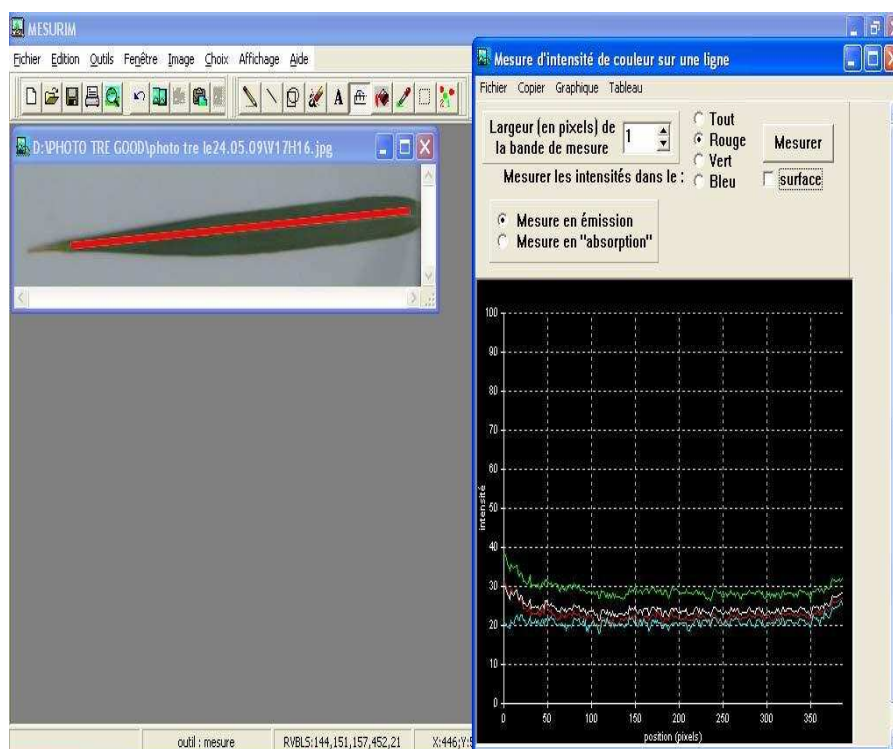 MESURIM
Fichier Edition Outils Fenêtre Image Choix Affichage Aide
D:\PHOTO TRE GOOD\photo tre le24.05.09\V17H16.jpg
outil : mesure
RVBLS:144,151,157,452,21
X:446;Y:5
Mesure d'intensité de couleur sur une ligne
Fichier Copier Graphique Tableau
Largeur (en pixels) de
la bande de mesure
1
Mesurer les intensités dans le :
Tout
Rouge
Vert
Bleu
Mesurer
surface
Mesure en émission
Mesure en "absorption"
intensité
100
90
80
70
60
50
40
30
20
10
0
0 50 100 150 200 250 300 350
position (pixels)